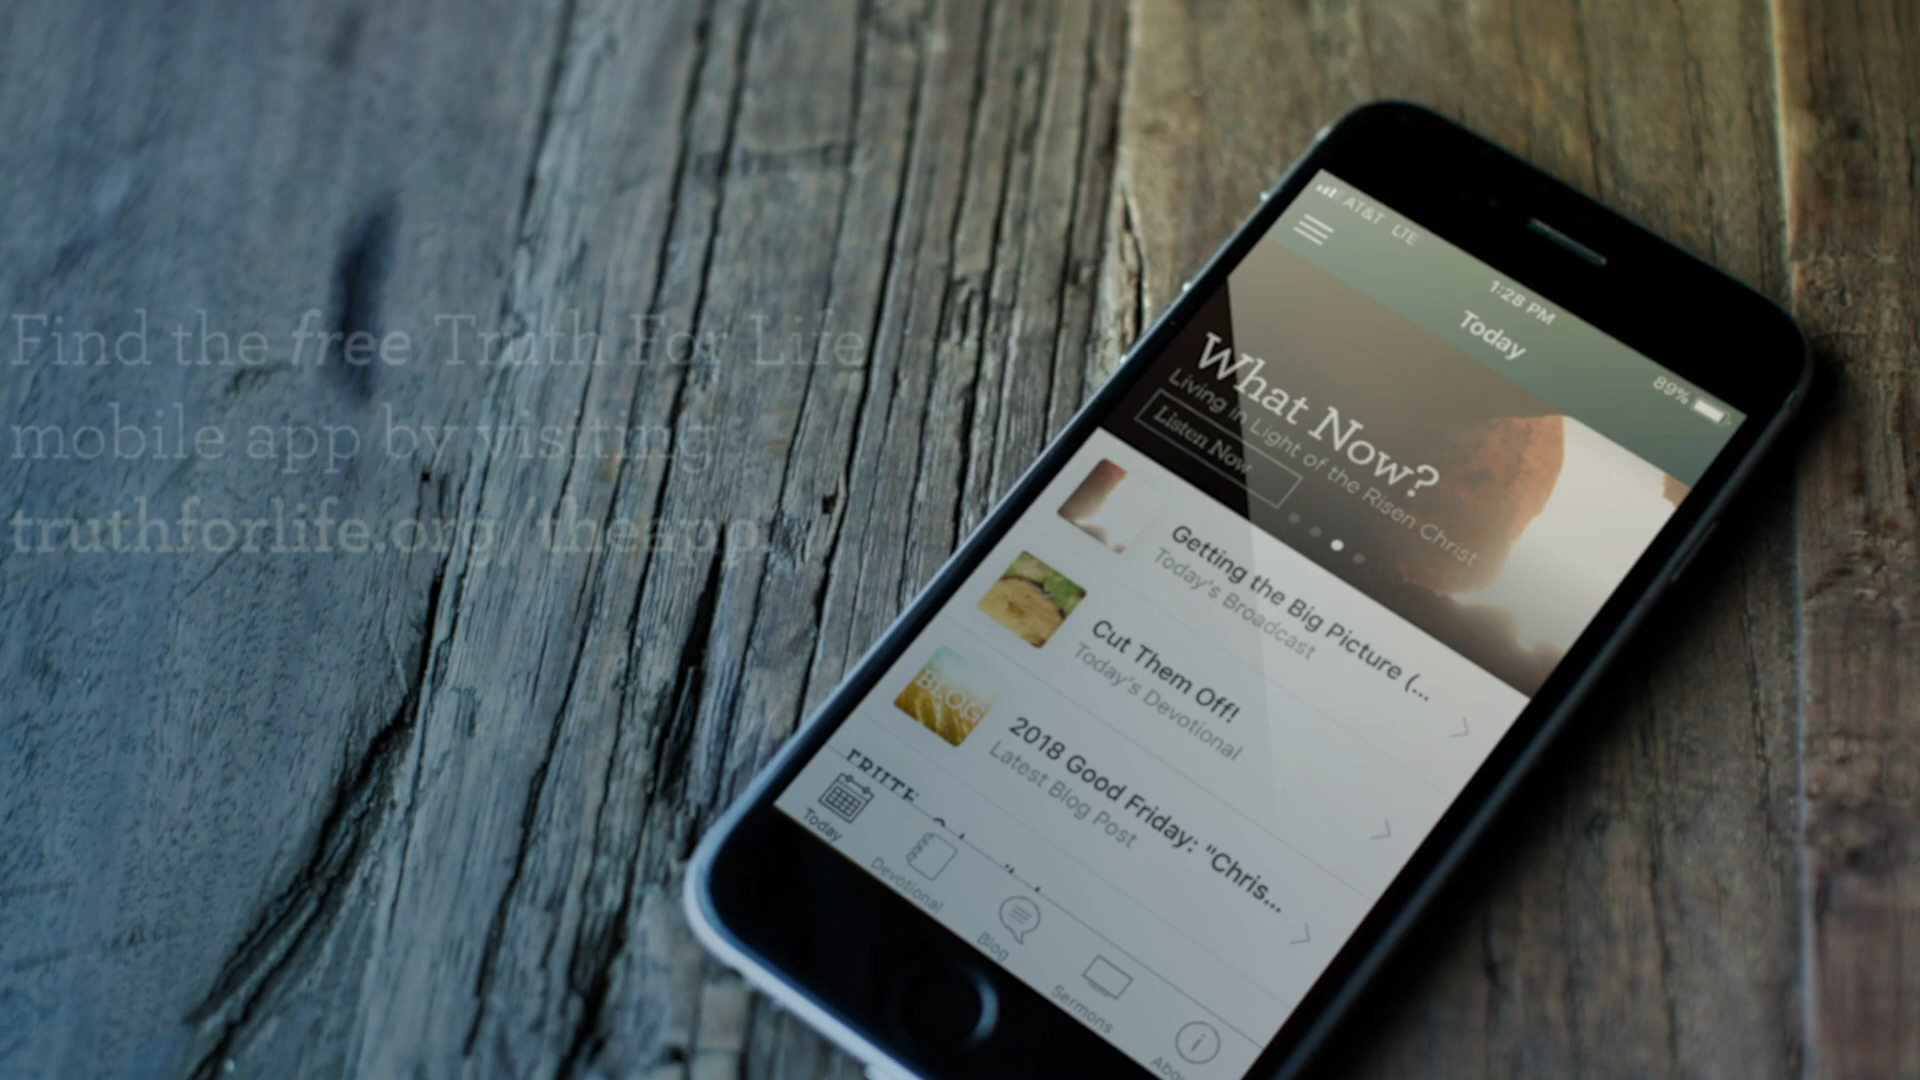 Find the free Truth For Life
mobile app by visiting
truthforlife.org/theapp
AT&T LTE
1:28 PM
89%
Today
What Now?
Living in Light of the Risen Christ
Listen Now
Getting the Big Picture (...
Today's Broadcast
Cut Them Off!
Today's Devotional
BLOG
2018 Good Friday: "Chris...
Latest Blog Post
Today
Devotional
Blog
Sermons